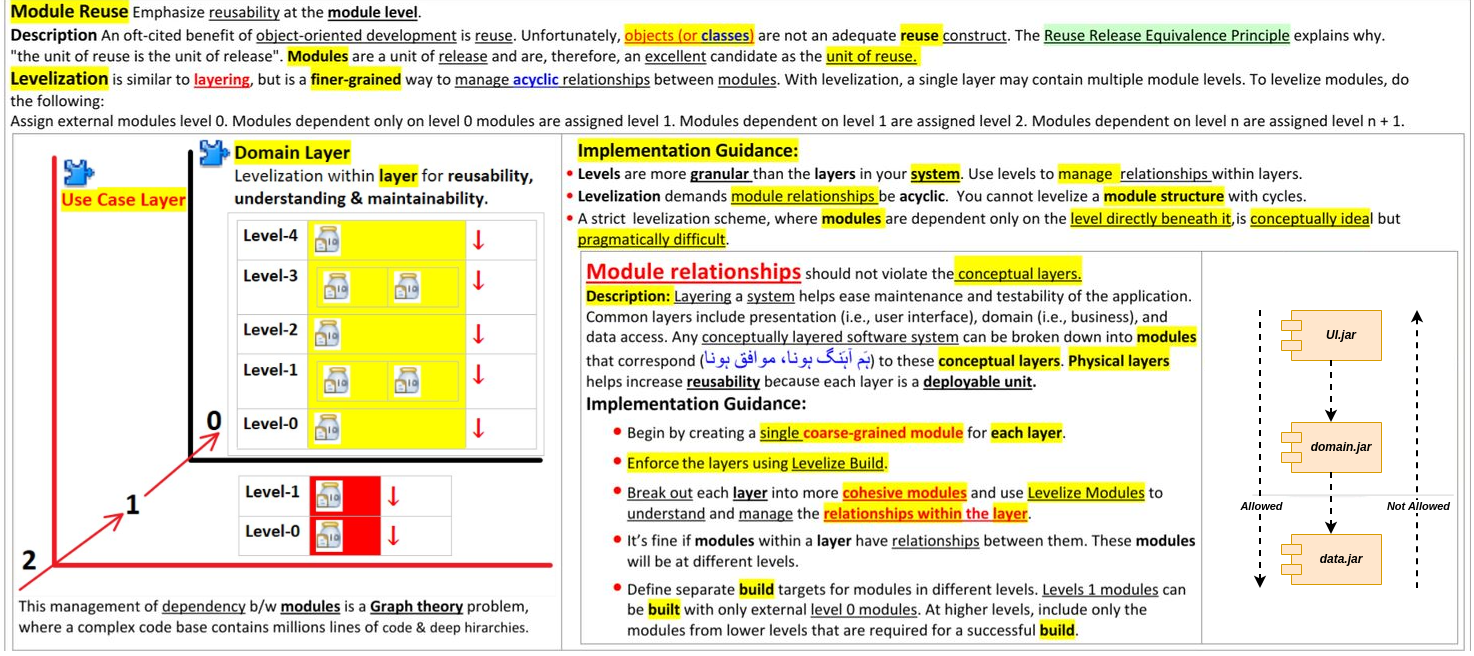 Module Reuse Emphasize reusability at the module level.
Description An oft-cited benefit of object-oriented development is reuse. Unfortunately, objects (or classes) are not an adequate reuse construct. The Reuse Release Equivalence Principle explains why.
"the unit of reuse is the unit of release". Modules are a unit of release and are, therefore, an excellent candidate as the unit of reuse.
Levelization is similar to layering, but is a finer-grained way to manage acyclic relationships between modules. With levelization, a single layer may contain multiple module levels. To levelize modules, do
the following:
Assign external modules level 0. Modules dependent only on level 0 modules are assigned level 1. Modules dependent on level 1 are assigned level 2. Modules dependent on level n are assigned level n + 1.
Use Case Layer
Domain Layer
Levelization within layer for reusability,
understanding & maintainability.
Level-4
Level-3
Level-2
Level-1
Level-0
0
1
2
Level-1
Level-0
This management of dependency b/w modules is a Graph theory problem,
where a complex code base contains millions lines of code & deep hirarchies.
Implementation Guidance:
• Levels are more granular than the layers in your system. Use levels to manage relationships within layers.
• Levelization demands module relationships be acyclic. You cannot levelize a module structure with cycles.
• A strict levelization scheme, where modules are dependent only on the level directly beneath it,is conceptually ideal but
pragmatically difficult.
Module relationships should not violate the conceptual layers.
Description: Layering a system helps ease maintenance and testability of the application.
Common layers include presentation (i.e., user interface), domain (i.e., business), and
data access. Any conceptually layered software system can be broken down into modules
that correspond (ہَم آہَنگ ہونا، موافق ہونا) to these conceptual layers. Physical layers
helps increase reusability because each layer is a deployable unit.
Implementation Guidance:
• Begin by creating a single coarse-grained module for each layer.
• Enforce the layers using Levelize Build.
• Break out each layer into more cohesive modules and use Levelize Modules to
understand and manage the relationships within the layer.
• It's fine if modules within a layer have relationships between them. These modules
will be at different levels.
• Define separate build targets for modules in different levels. Levels 1 modules can
be built with only external level 0 modules. At higher levels, include only the
modules from lower levels that are required for a successful build.
UI.jar
domain.jar
Allowed
Not Allowed
data.jar